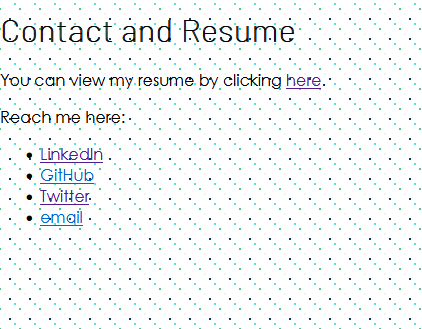 Contact and Resume
You can view my resume by clicking here.
Reach me here:
LinkedIn
GitHub
Twitter
email